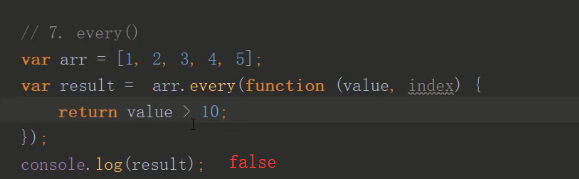 // 7. every()
var arr = [1, 2, 3, 4, 5];
var result =  arr.every(function (value, index) {
    return value > 10;
});
console.log(result);  false